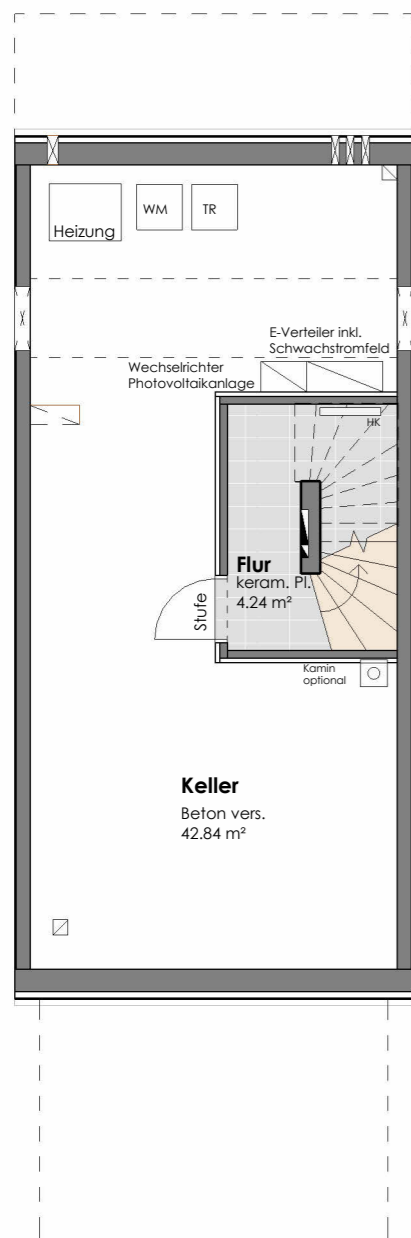 Heizung
WM
TR
E-Verteiler inkl.
Schwachstromfeld
Wechselrichter
Photovoltaikanlage
HK
Flur
keram. Pl.
4.24 m²
Stufe
Kamin
optional
Keller
Beton vers.
42.84 m²